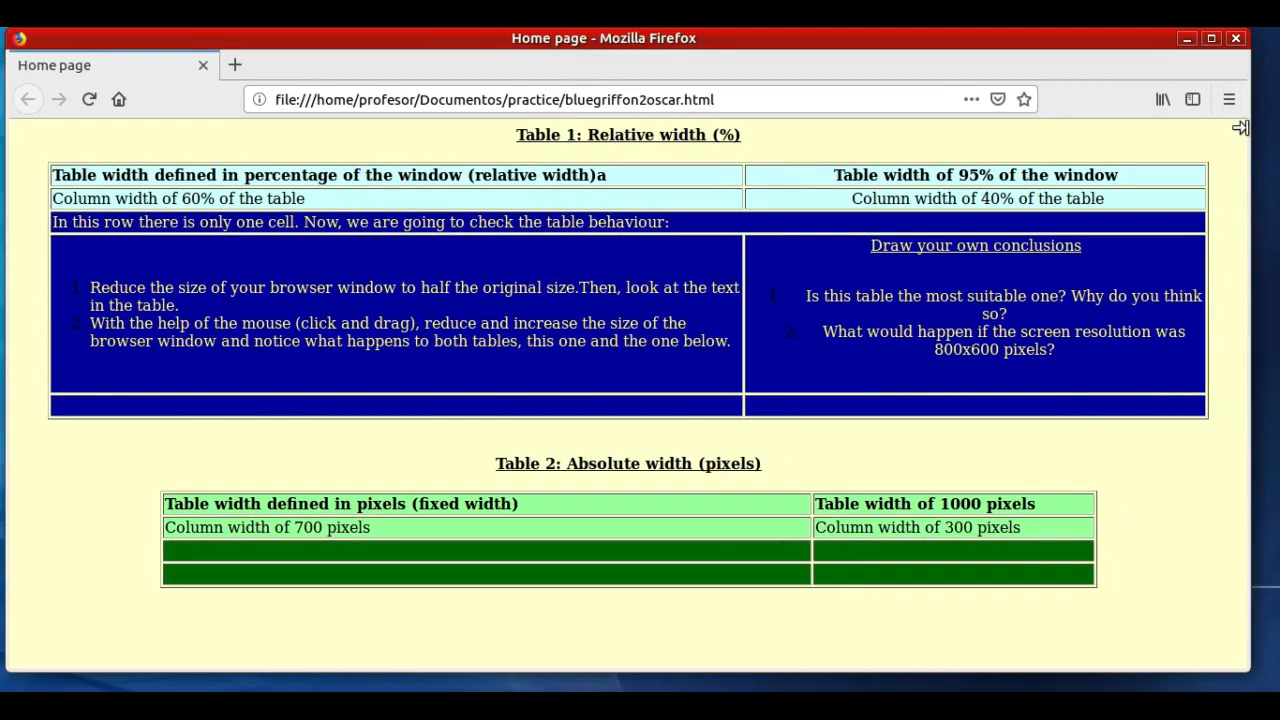 Home page - Mozilla Firefox
Home page
file:///home/profesor/Documentos/practice/bluegriffon2oscar.html
Table 1: Relative width (%)
Table width defined in percentage of the window (relative width)a
Table width of 95% of the window
Column width of 60% of the table
Column width of 40% of the table
In this row there is only one cell. Now, we are going to check the table behaviour:
1. Reduce the size of your browser window to half the original size.Then, look at the text
in the table.
2. With the help of the mouse (click and drag), reduce and increase the size of the
browser window and notice what happens to both tables, this one and the one below.
Draw your own conclusions
1. Is this table the most suitable one? Why do you think
so?
2. What would happen if the screen resolution was
800x600 pixels?
Table 2: Absolute width (pixels)
Table width defined in pixels (fixed width)
Table width of 1000 pixels
Column width of 700 pixels
Column width of 300 pixels